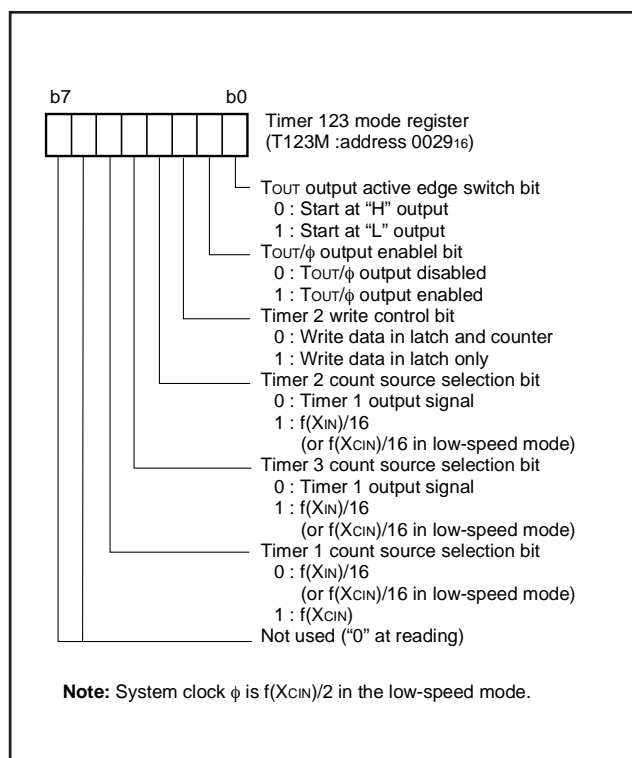 b7 b0
Timer 123 mode register
(T123M :address 002916)
TOUT output active edge switch bit
0 : Start at “H” output
1 : Start at “L” output
TOUT/ϕ output enablel bit
0 : TOUT/ϕ output disabled
1 : TOUT/ϕ output enabled
Timer 2 write control bit
0 : Write data in latch and counter
1 : Write data in latch only
Timer 2 count source selection bit
0 : Timer 1 output signal
1 : f(XIN)/16
(or f(XCIN)/16 in low-speed mode)
Timer 3 count source selection bit
0 : Timer 1 output signal
1 : f(XIN)/16
(or f(XCIN)/16 in low-speed mode)
Timer 1 count source selection bit
0 : f(XIN)/16
(or f(XCIN)/16 in low-speed mode)
1 : f(XCIN)
Not used (“0” at reading)
Note: System clock ϕ is f(XCIN)/2 in the low-speed mode.